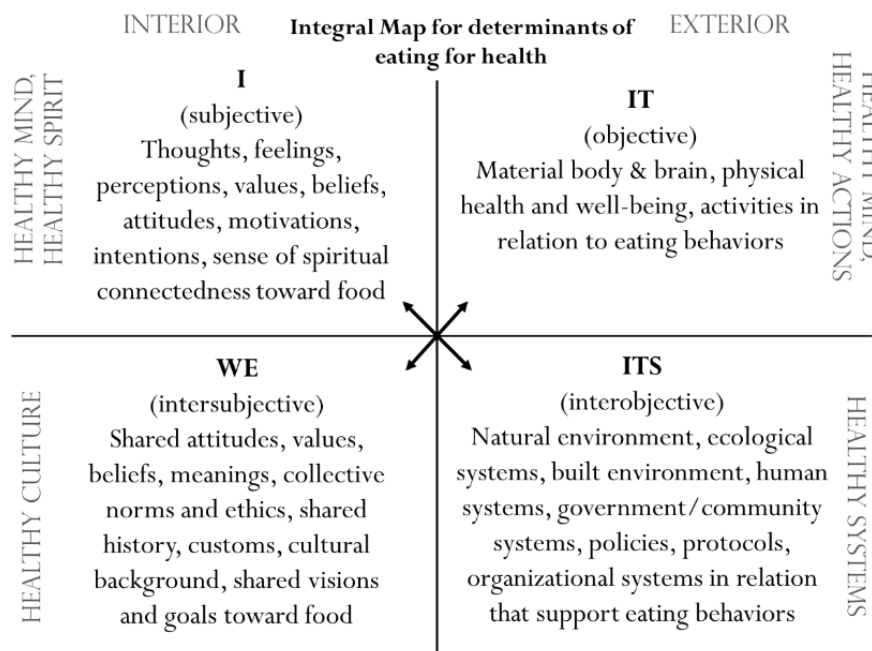 INTERIOR
Integral Map for determinants of
eating for health
EXTERIOR
HEALTHY MIND,
HEALTHY SPIRIT
I
(subjective)
Thoughts, feelings,
perceptions, values, beliefs,
attitudes, motivations,
intentions, sense of spiritual
connectedness toward food
IT
(objective)
Material body & brain, physical
health and well-being, activities in
relation to eating behaviors
HEALTHY MIND,
HEALTHY ACTIONS
HEALTHY CULTURE
WE
(intersubjective)
Shared attitudes, values,
beliefs, meanings, collective
norms and ethics, shared
history, customs, cultural
background, shared visions
and goals toward food
ITS
(interobjective)
Natural environment, ecological
systems, built environment, human
systems, government/community
systems, policies, protocols,
organizational systems in relation
that support eating behaviors
HEALTHY SYSTEMS